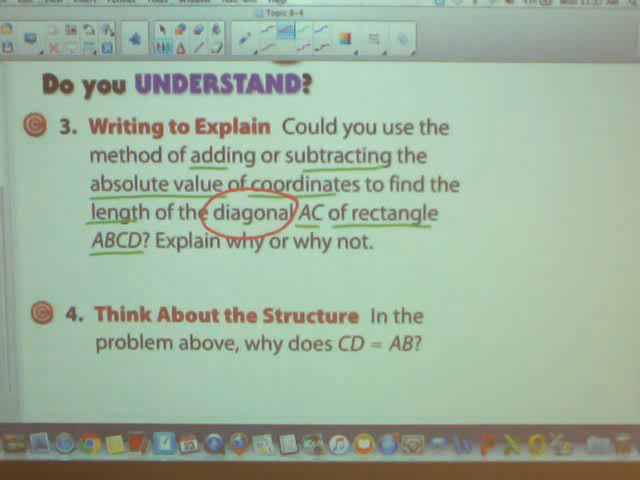 Topic 8-4
Do you UNDERSTAND?
3. Writing to Explain Could you use the
method of adding or subtracting the
absolute value of coordinates to find the
length of the diagonal AC of rectangle
ABCD? Explain why or why not.
4. Think About the Structure In the
problem above, why does CD = AB?